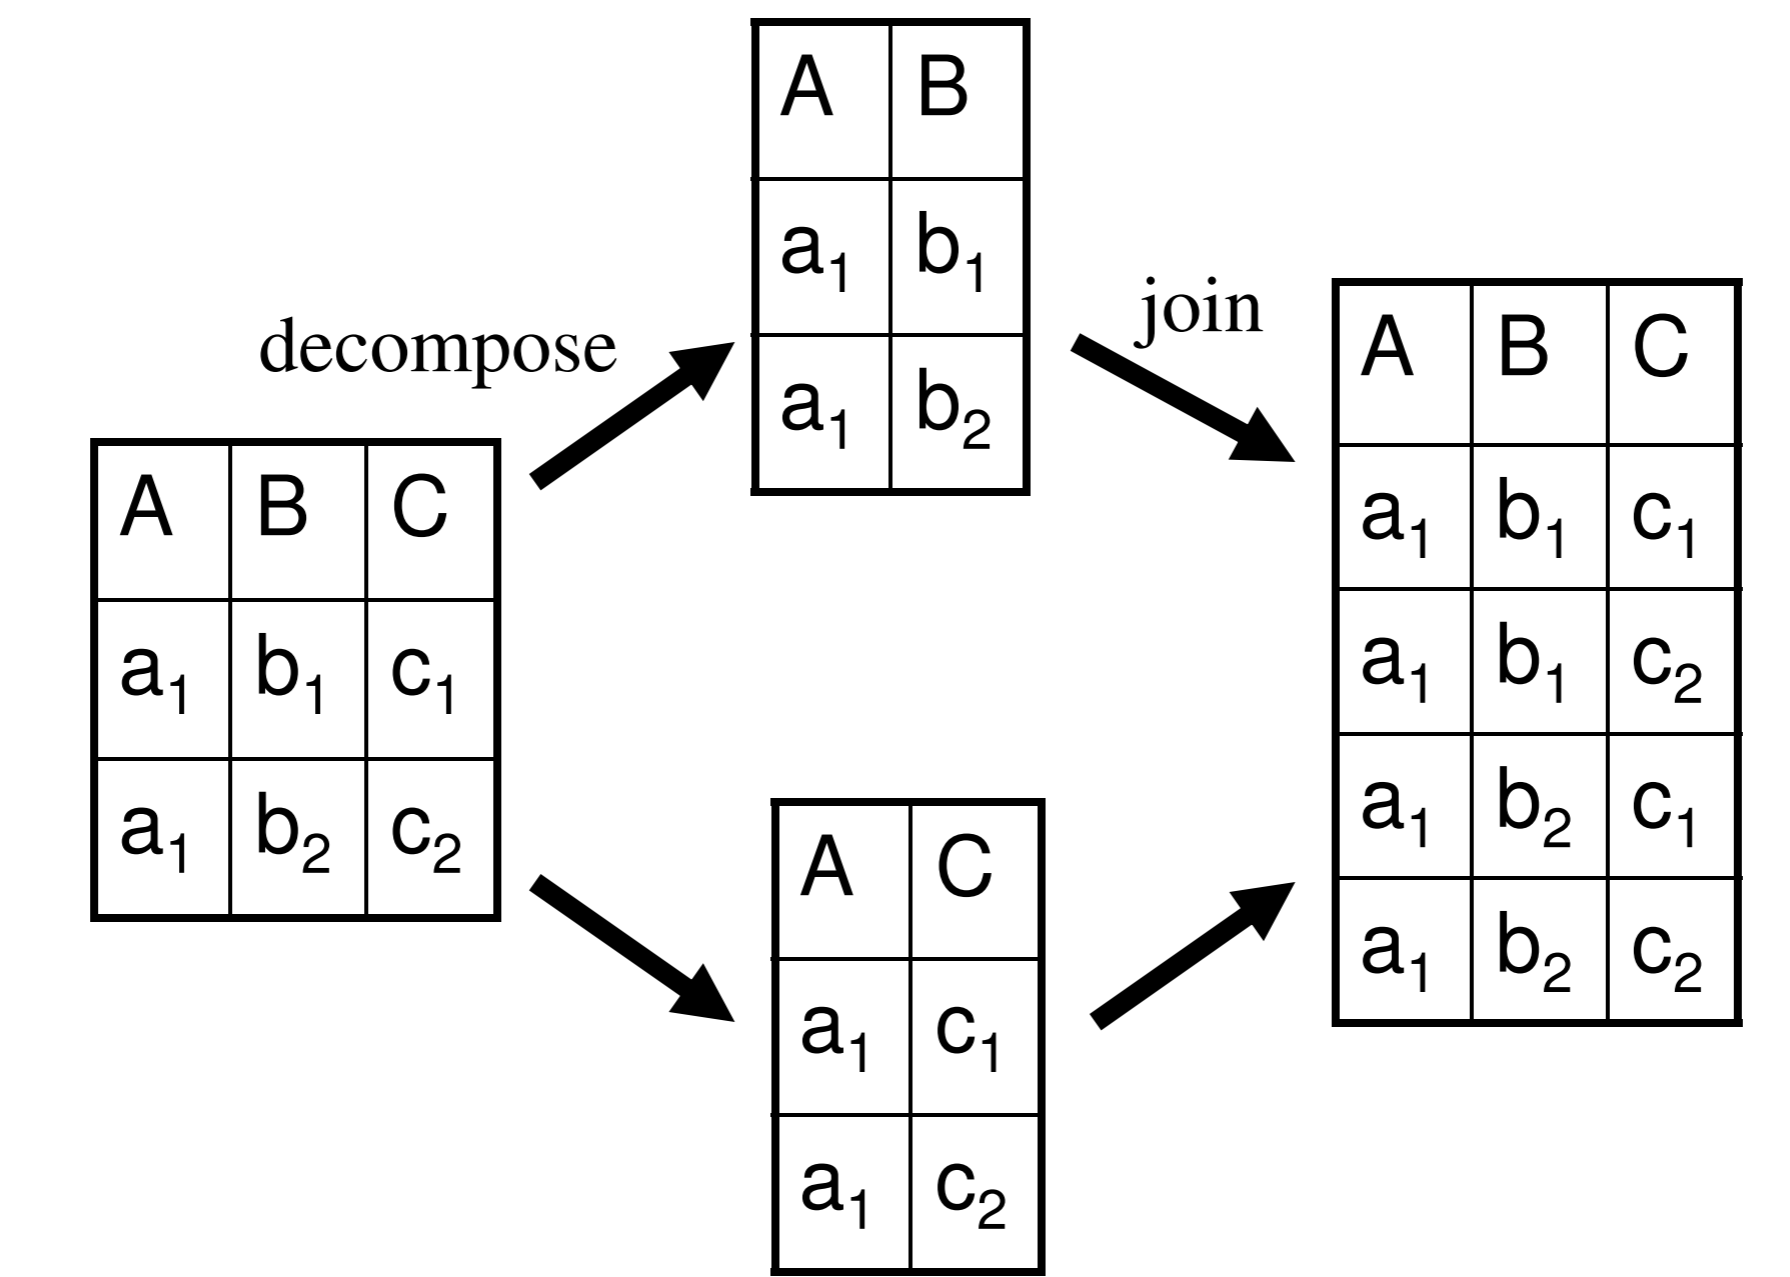 decompose
join
A B C
a₁ b₁ c₁
a₁ b₂ c₂
A B
a₁ b₁
a₁ b₂
A C
a₁ c₁
a₁ c₂
A B C
a₁ b₁ c₁
a₁ b₁ c₂
a₁ b₂ c₁
a₁ b₂ c₂